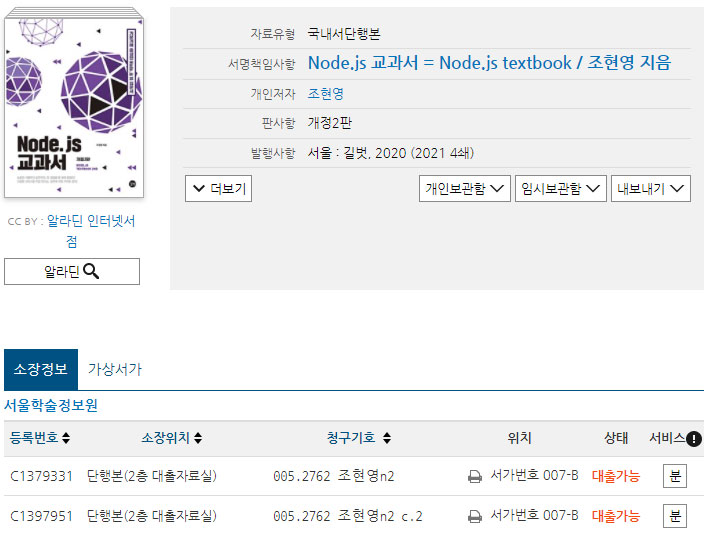 Node.js
교과서
자료유형 국내서단행본
서명책임사항 Node.js 교과서 = Node.js textbook / 조현영 지음
개인저자 조현영
판사항 개정2판
발행사항 서울 : 길벗, 2020 (2021 4쇄)
더보기 개인보관함 임시보관함 내보내기
CC BY : 알라딘 인터넷서
점
알라딘
소장정보 가상서가
서울학술정보원
등록번호 소장위치 청구기호 위치 상태 서비스
C1379331 단행본(2층 대출자료실) 005.2762 조현영n2 서가번호 007-B 대출가능 분
C1397951 단행본(2층 대출자료실) 005.2762 조현영n2 c.2 서가번호 007-B 대출가능 분